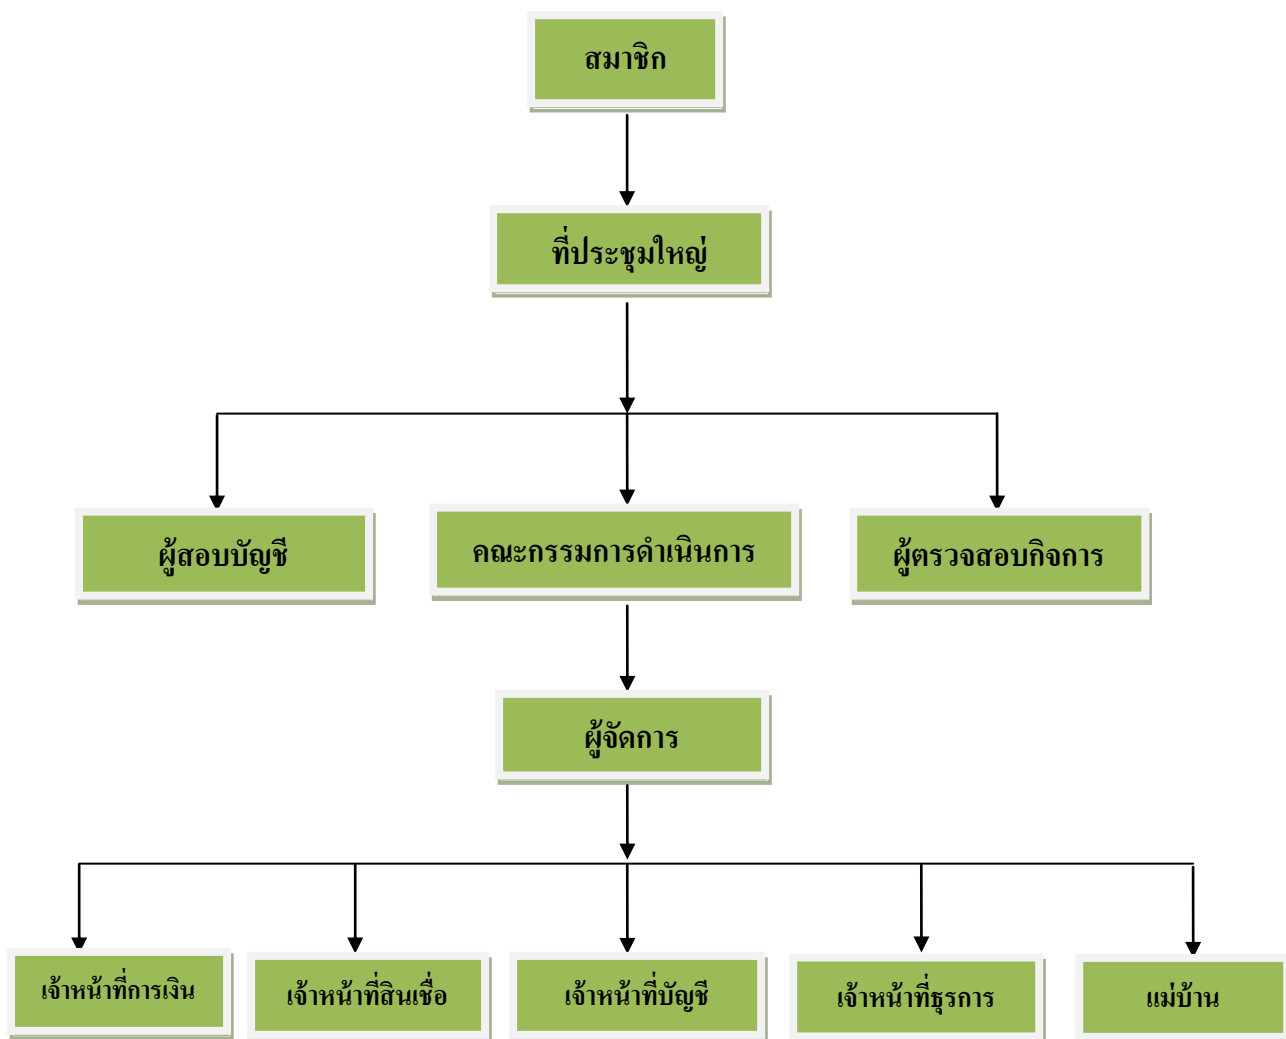 สมาชิก
ที่ประชุมใหญ่
ผู้สอบบัญชี
คณะกรรมการดำเนินการ
ผู้ตรวจสอบกิจการ
ผู้จัดการ
เจ้าหน้าที่การเงิน
เจ้าหน้าที่สินเชื่อ
เจ้าหน้าที่บัญชี
เจ้าหน้าที่ธุรการ
แม่บ้าน